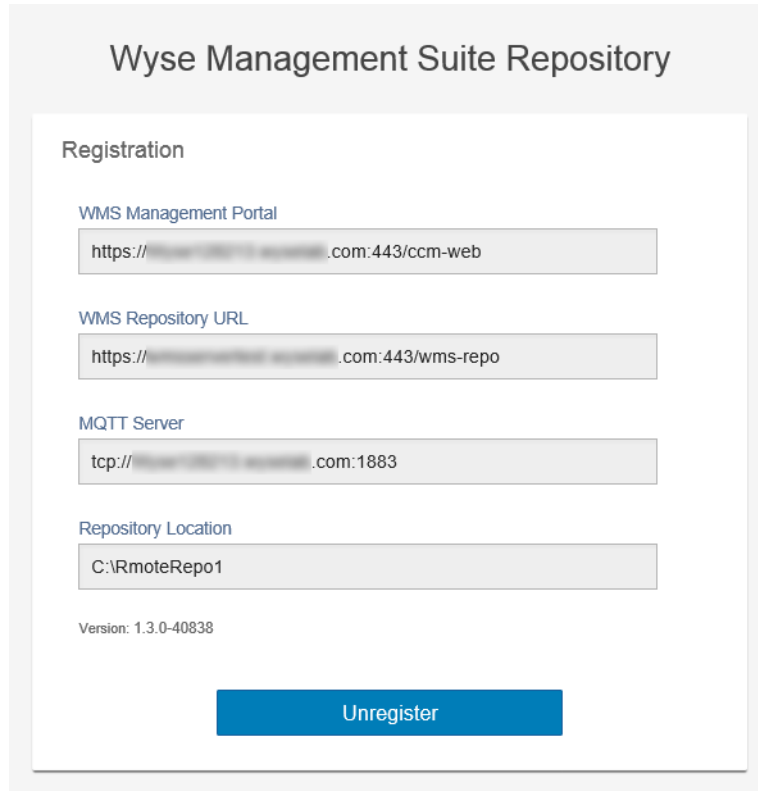 Wyse Management Suite Repository
Registration
WMS Management Portal
https:// .com:443/ccm-web
WMS Repository URL
https:// .com:443/wms-repo
MQTT Server
tcp:// .com:1883
Repository Location
C:\RmoteRepo1
Version: 1.3.0-40838
Unregister